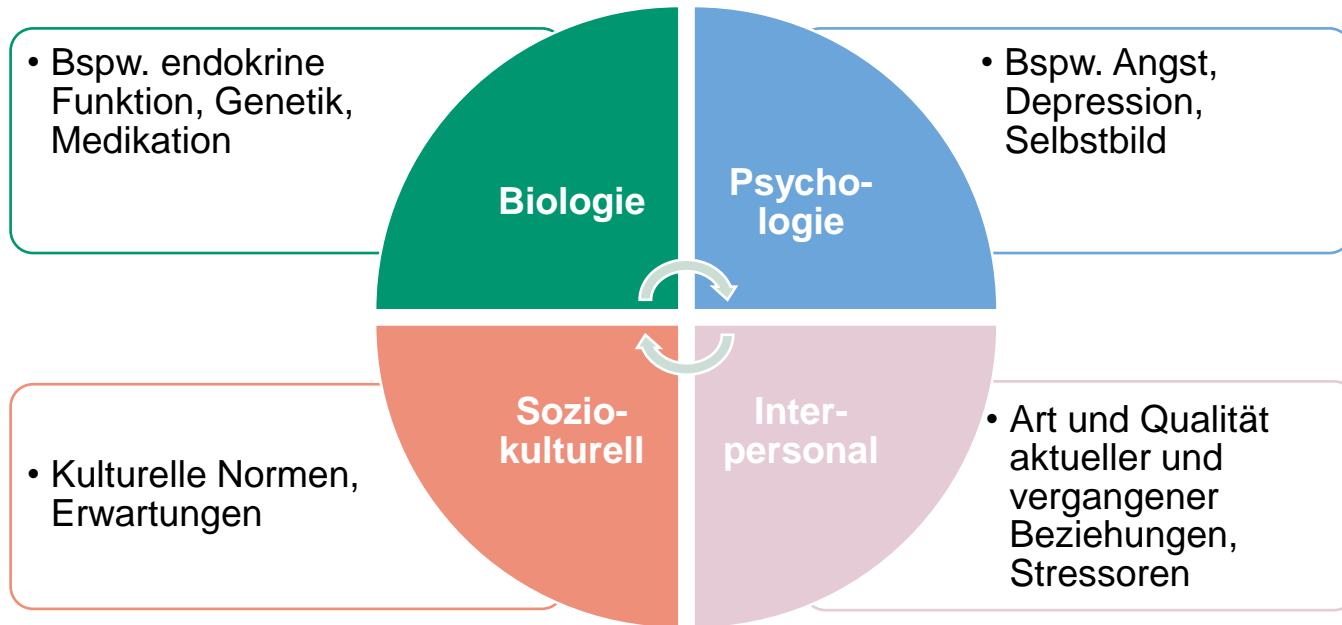 • Bspw. endokrine
Funktion, Genetik,
Medikation
Biologie
Psycho-
logie
• Bspw. Angst,
Depression,
Selbstbild
• Kulturelle Normen,
Erwartungen
Sozio-
kulturell
Inter-
personal
• Art und Qualität
aktueller und
vergangener
Beziehungen,
Stressoren